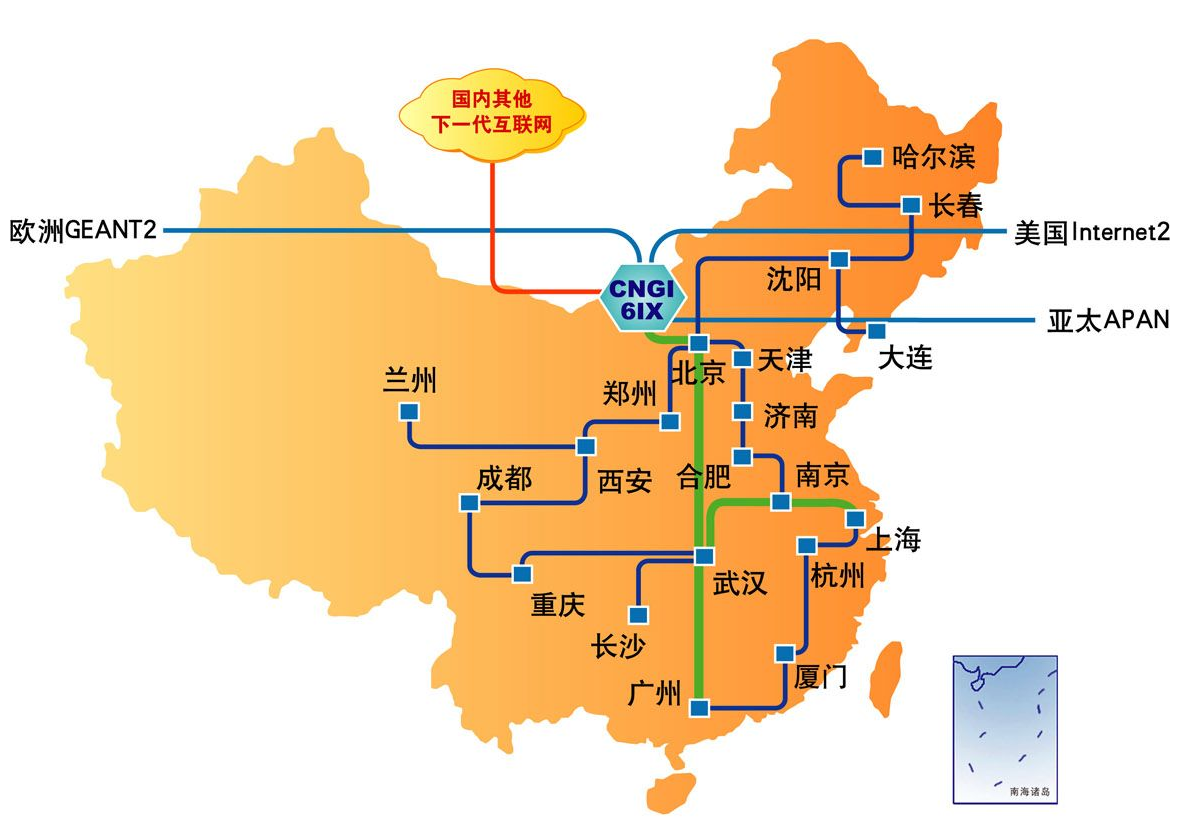 国内其他
下一代互联网
哈尔滨
长春
欧洲GEANT2
美国Internet2
沈阳
CNGI
6IX
亚太APAN
大连
北京
天津
兰州
郑州
济南
成都
西安
合肥
南京
上海
武汉
杭州
重庆
长沙
厦门
广州
南海诸岛